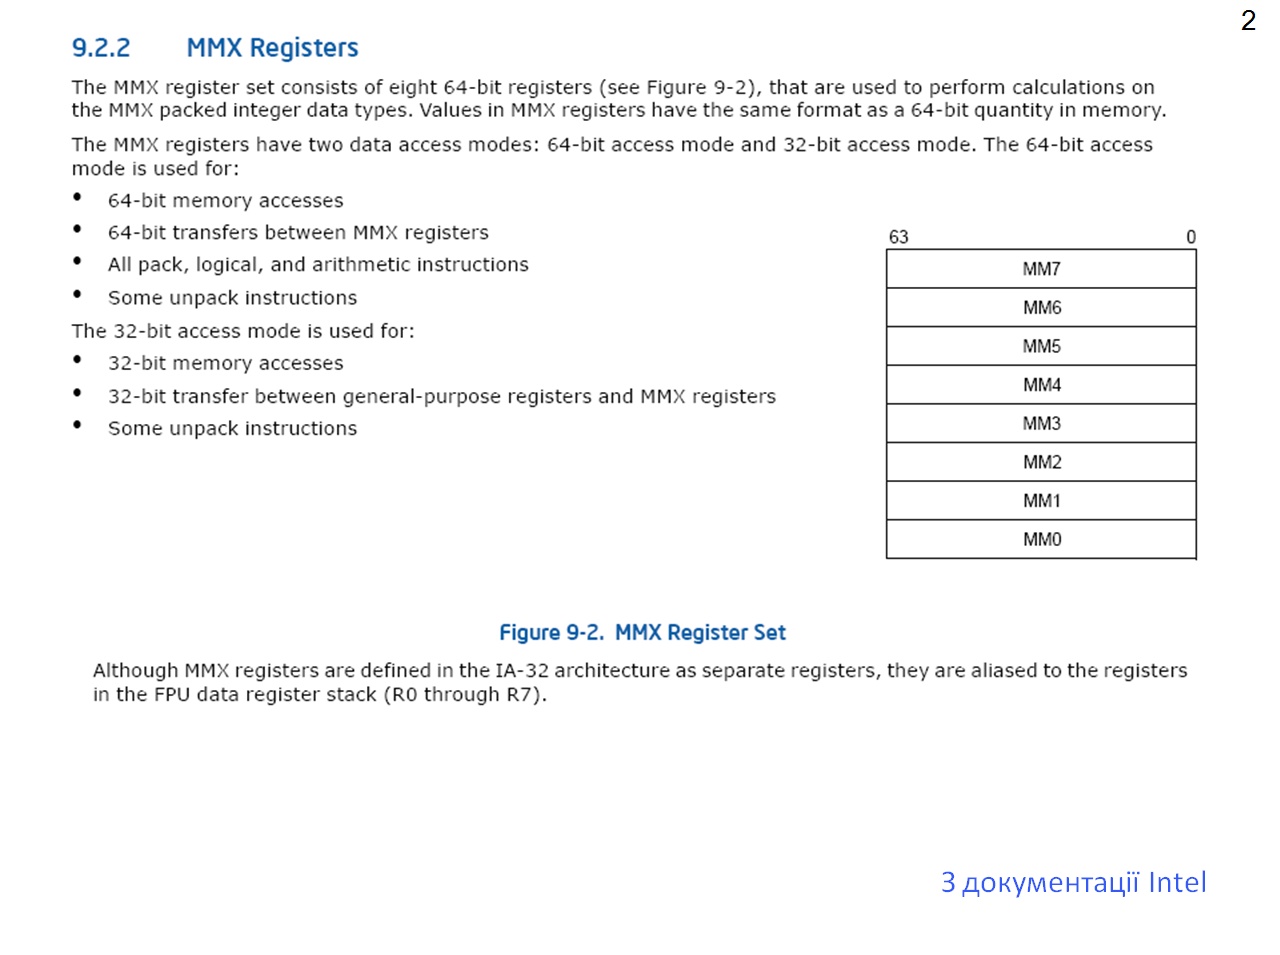 2
9.2.2 MMX Registers
The MMX register set consists of eight 64-bit registers (see Figure 9-2), that are used to perform calculations on
the MMX packed integer data types. Values in MMX registers have the same format as a 64-bit quantity in memory.
The MMX registers have two data access modes: 64-bit access mode and 32-bit access mode. The 64-bit access
mode is used for:
• 64-bit memory accesses
• 64-bit transfers between MMX registers
• All pack, logical, and arithmetic instructions
• Some unpack instructions
The 32-bit access mode is used for:
• 32-bit memory accesses
• 32-bit transfer between general-purpose registers and MMX registers
• Some unpack instructions
63 0
MM7
MM6
MM5
MM4
MM3
MM2
MM1
MM0
Figure 9-2. MMX Register Set
Although MMX registers are defined in the IA-32 architecture as separate registers, they are aliased to the registers
in the FPU data register stack (R0 through R7).
З документації Intel